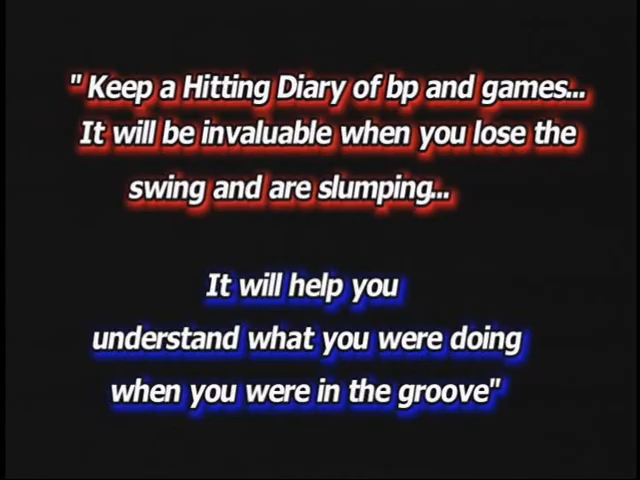 " Keep a Hitting Diary of bp and games...
It will be invaluable when you lose the
swing and are slumping...
It will help you
understand what you were doing
when you were in the groove"